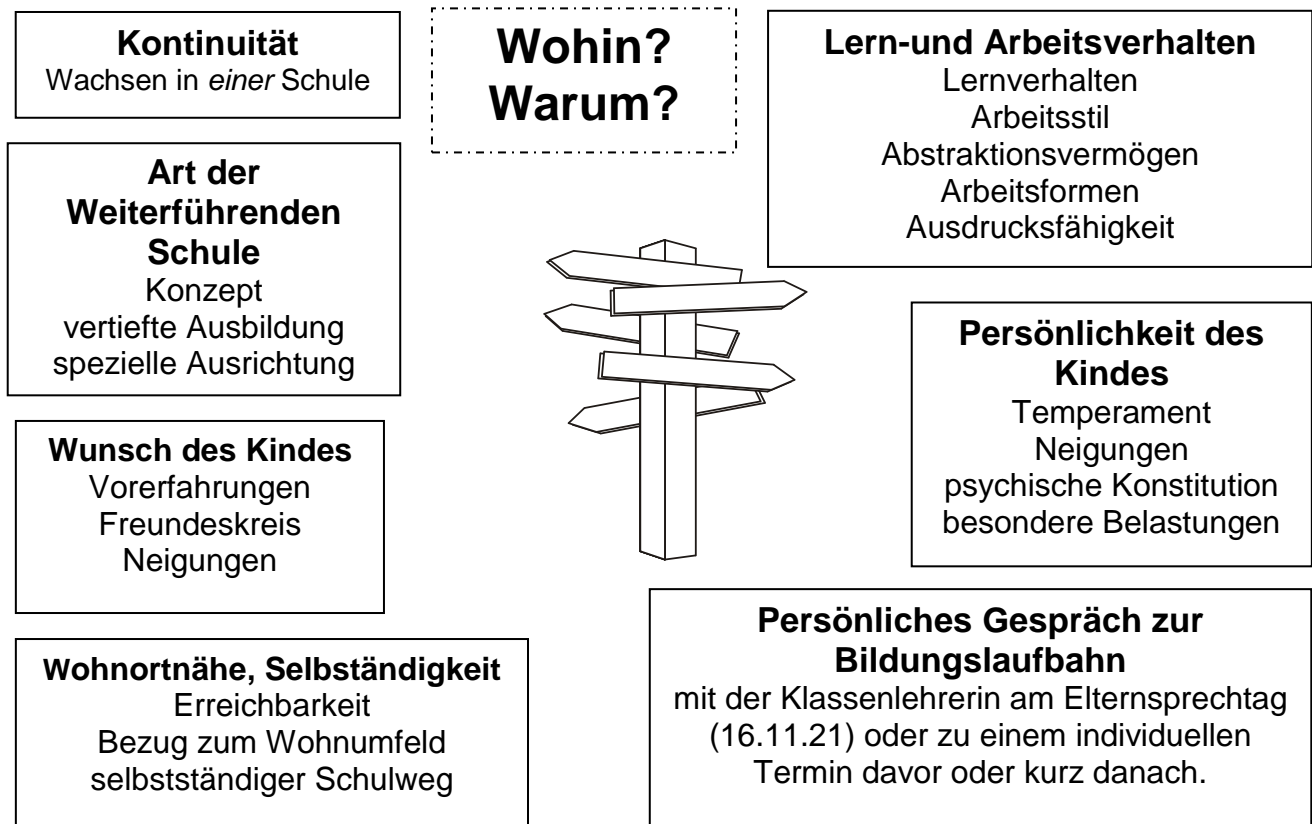 Kontinuität
Wachsen in einer Schule
Wohin?
Warum?
Lern-und Arbeitsverhalten
Lernverhalten
Arbeitsstil
Abstraktionsvermögen
Arbeitsformen
Ausdrucksfähigkeit
Art der
Weiterführenden
Schule
Konzept
vertiefte Ausbildung
spezielle Ausrichtung
Persönlichkeit des
Kindes
Temperament
Neigungen
psychische Konstitution
besondere Belastungen
Wunsch des Kindes
Vorerfahrungen
Freundeskreis
Neigungen
Wohnortnähe, Selbständigkeit
Erreichbarkeit
Bezug zum Wohnumfeld
selbstständiger Schulweg
Persönliches Gespräch zur
Bildungslaufbahn
mit der Klassenlehrerin am Elternsprechtag
(16.11.21) oder zu einem individuellen
Termin davor oder kurz danach.